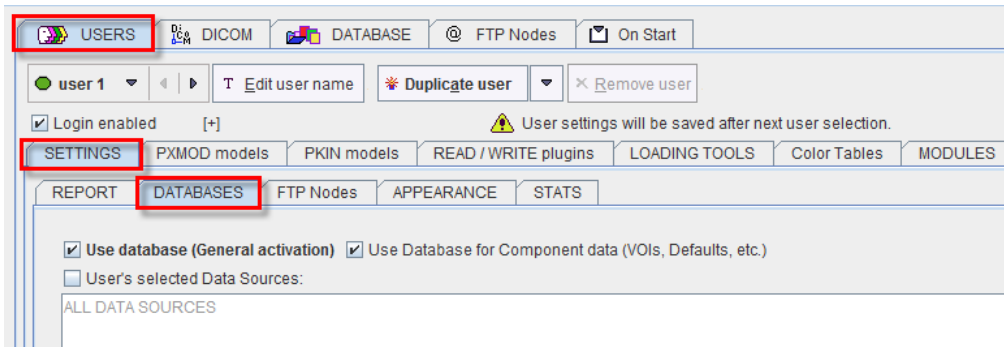 USERS DICOM DATABASE @ FTP Nodes On Start
user 1 T Edit user name Duplicate user Remove user
Login enabled [+] User settings will be saved after next user selection.
SETTINGS PXMOD models PKIN models READ / WRITE plugins LOADING TOOLS Color Tables MODULES
REPORT DATABASES FTP Nodes APPEARANCE STATS
Use database (General activation) Use Database for Component data (VOIs, Defaults, etc.)
User's selected Data Sources:
ALL DATA SOURCES